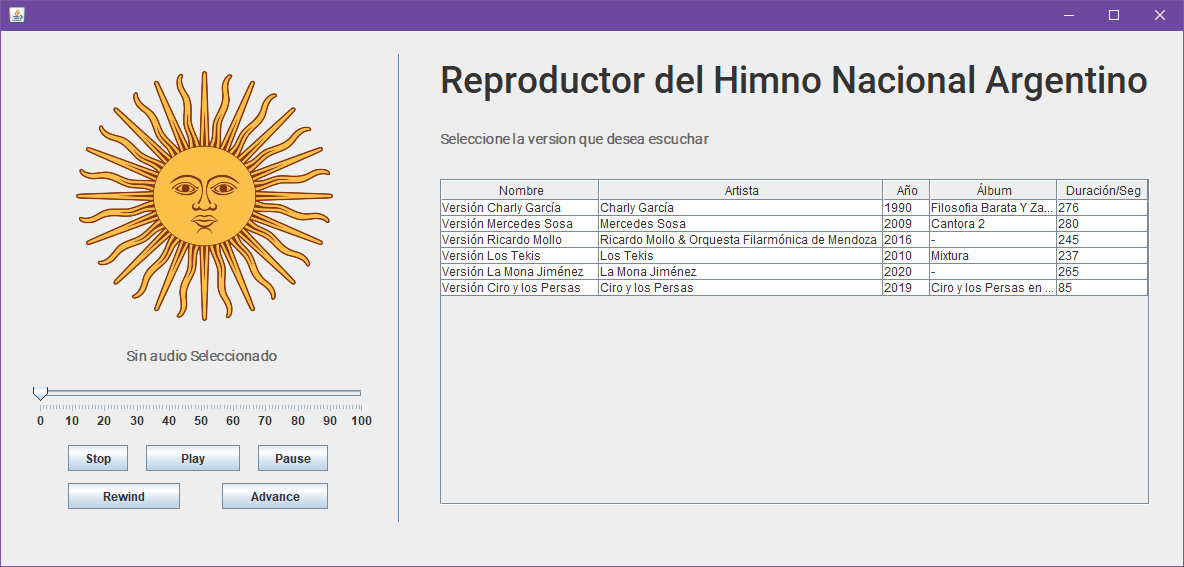 Reproductor del Himno Nacional Argentino
Seleccione la version que desea escuchar
Nombre Artista Año Álbum Duración/Seg
Versión Charly García Charly García 1990 Filosofia Barata Y Za... 276
Versión Mercedes Sosa Mercedes Sosa 2009 Cantora 2 280
Versión Ricardo Mollo Ricardo Mollo & Orquesta Filarmónica de Mendoza 2016 - 245
Versión Los Tekis Los Tekis 2010 Mixtura 237
Versión La Mona Jiménez La Mona Jiménez 2020 - 265
Versión Ciro y los Persas Ciro y los Persas 2019 Ciro y los Persas en ... 85
Sin audio Seleccionado
0 10 20 30 40 50 60 70 80 90 100
Stop Play Pause
Rewind Advance